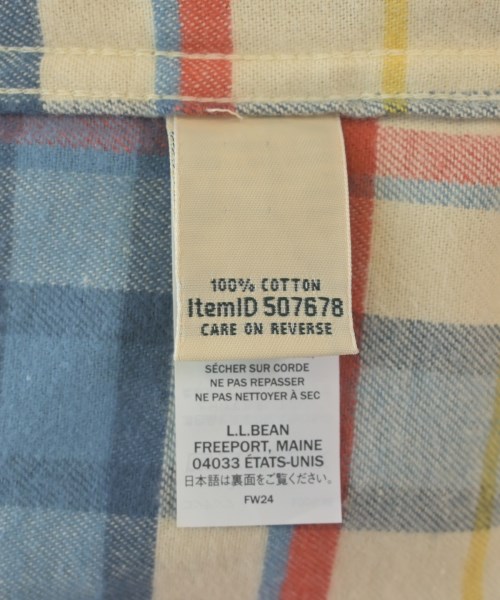 100% COTTON
ItemID 507678
CARE ON REVERSE
SÉCHER SUR CORDE
NE PAS REPASSER
NE PAS NETTOYER À SEC
L.L.BEAN
FREEPORT, MAINE
04033 ÉTATS-UNIS
日本語は裏面をご覧ください。
FW24